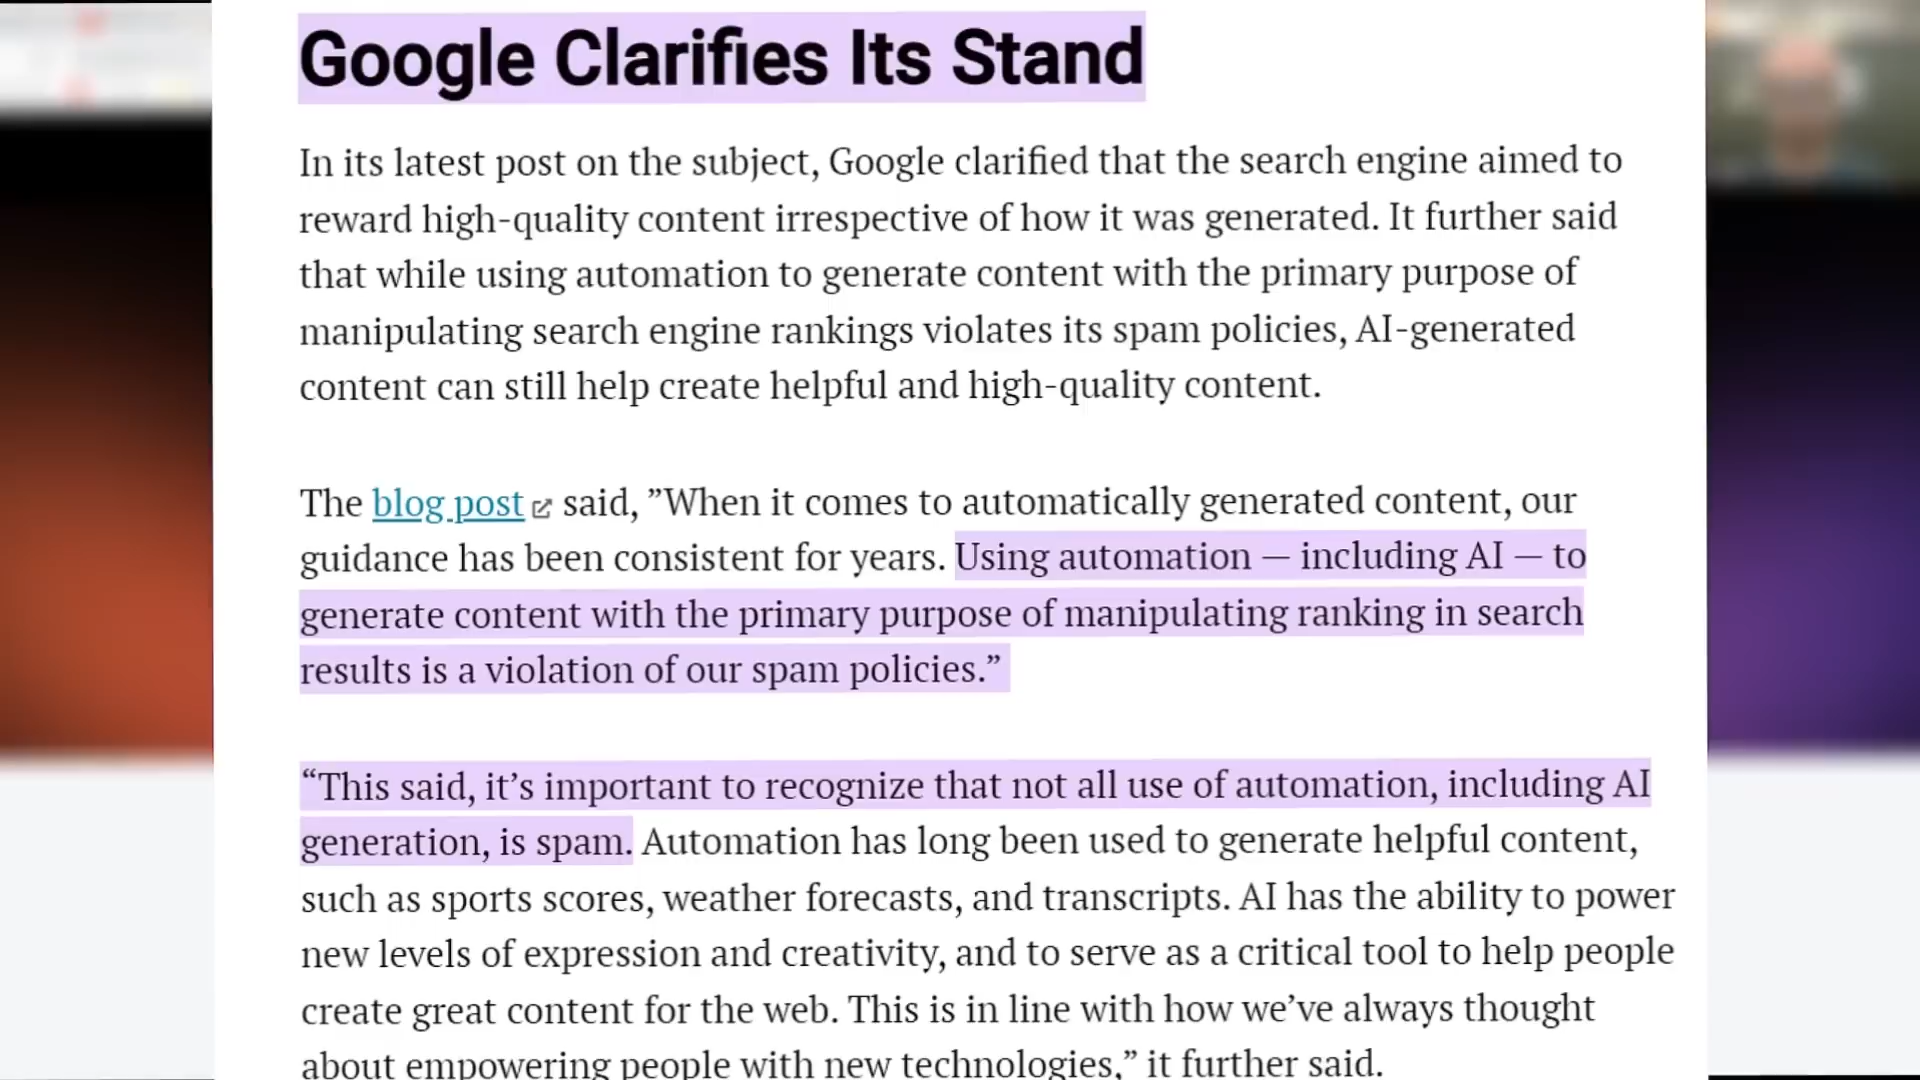 Google Clarifies Its Stand
In its latest post on the subject, Google clarified that the search engine aimed to
reward high-quality content irrespective of how it was generated. It further said
that while using automation to generate content with the primary purpose of
manipulating search engine rankings violates its spam policies, AI-generated
content can still help create helpful and high-quality content.
The blog post said, ”When it comes to automatically generated content, our
guidance has been consistent for years. Using automation — including AI — to
generate content with the primary purpose of manipulating ranking in search
results is a violation of our spam policies.”
“This said, it’s important to recognize that not all use of automation, including AI
generation, is spam. Automation has long been used to generate helpful content,
such as sports scores, weather forecasts, and transcripts. AI has the ability to power
new levels of expression and creativity, and to serve as a critical tool to help people
create great content for the web. This is in line with how we’ve always thought
about empowering people with new technologies,” it further said.